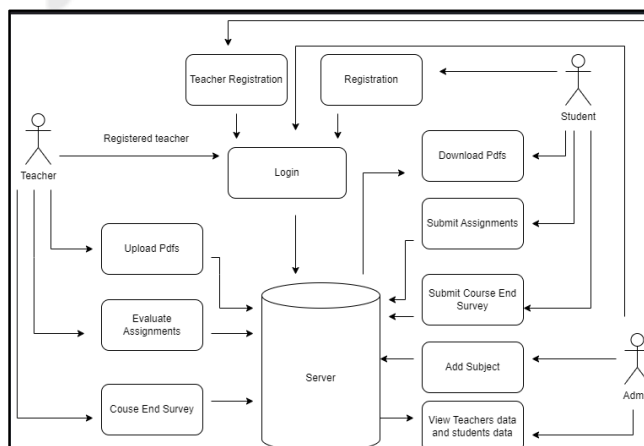 Teacher Registration
Registration
Student
Registered teacher
Teacher
Login
Download Pdfs
Submit Assignments
Upload Pdfs
Submit Course End
Survey
Evaluate
Assignments
Server
Add Subject
Adm
Couse End Survey
View Teachers data
and students data